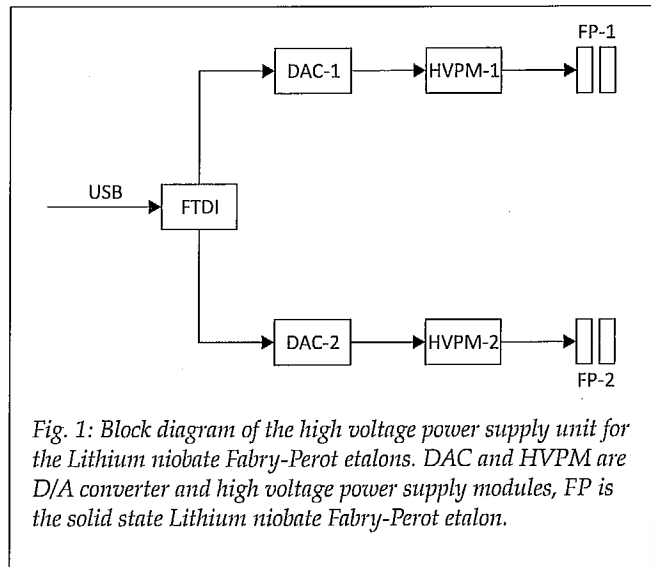 FP-1
DAC-1
HVPM-1
USB
FTDI
DAC-2
HVPM-2
FP-2
Fig. 1: Block diagram of the high voltage power supply unit for
the Lithium niobate Fabry-Perot etalons. DAC and HVPM are
D/A converter and high voltage power supply modules, FP is
the solid state Lithium niobate Fabry-Perot etalon.